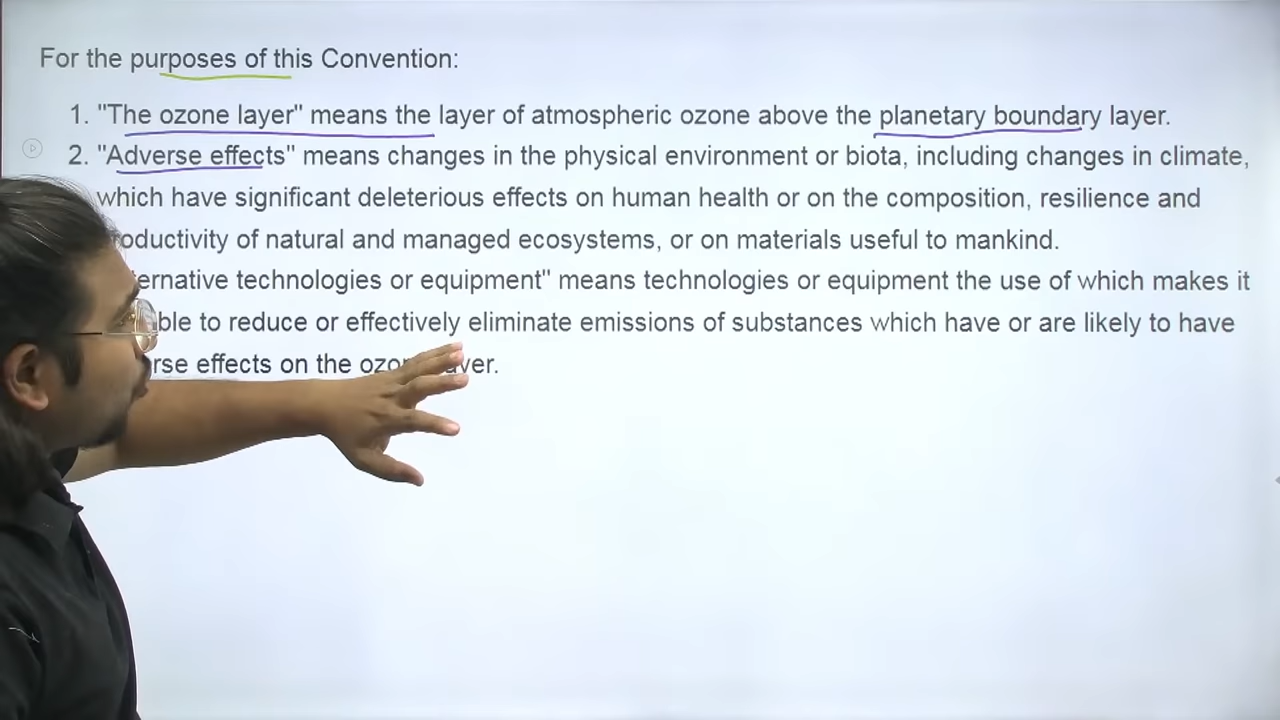 For the purposes of this Convention:
1. "The ozone layer" means the layer of atmospheric ozone above the planetary boundary layer.
2. "Adverse effects" means changes in the physical environment or biota, including changes in climate,
which have significant deleterious effects on human health or on the composition, resilience and
roductivity of natural and managed ecosystems, or on materials useful to mankind.
ernative technologies or equipment" means technologies or equipment the use of which makes it
ble to reduce or effectively eliminate emissions of substances which have or are likely to have
rse effects on the ozone layer.